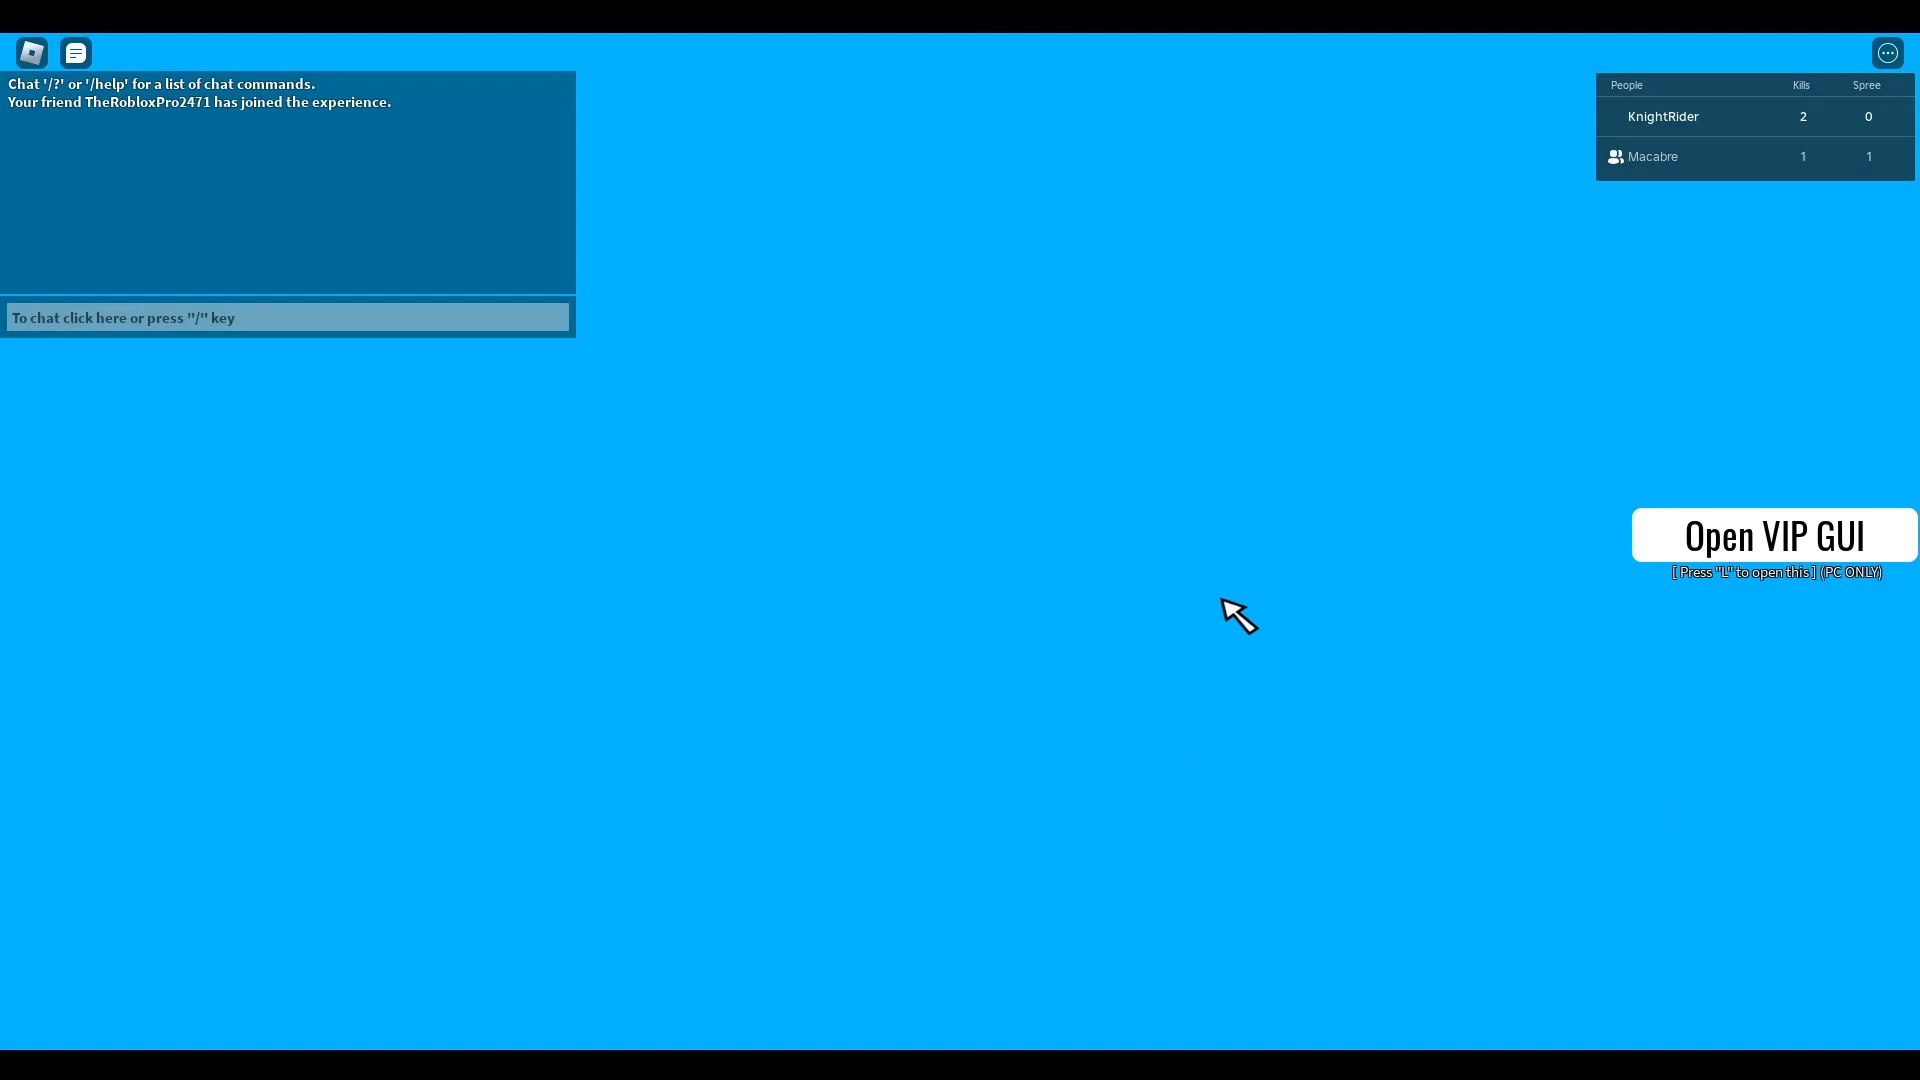 Chat '/?' or '/help' for a list of chat commands.
Your friend TheRobloxPro2471 has joined the experience.
To chat click here or press "/" key
People Kills Spree
KnightRider 2 0
Macabre 1 1
Open VIP GUI
[ Press "L" to open this ] (PC ONLY)